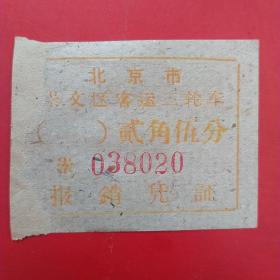 北京市
崇文区客运三轮车
( ) 贰角伍分
№ 038020
报销凭证